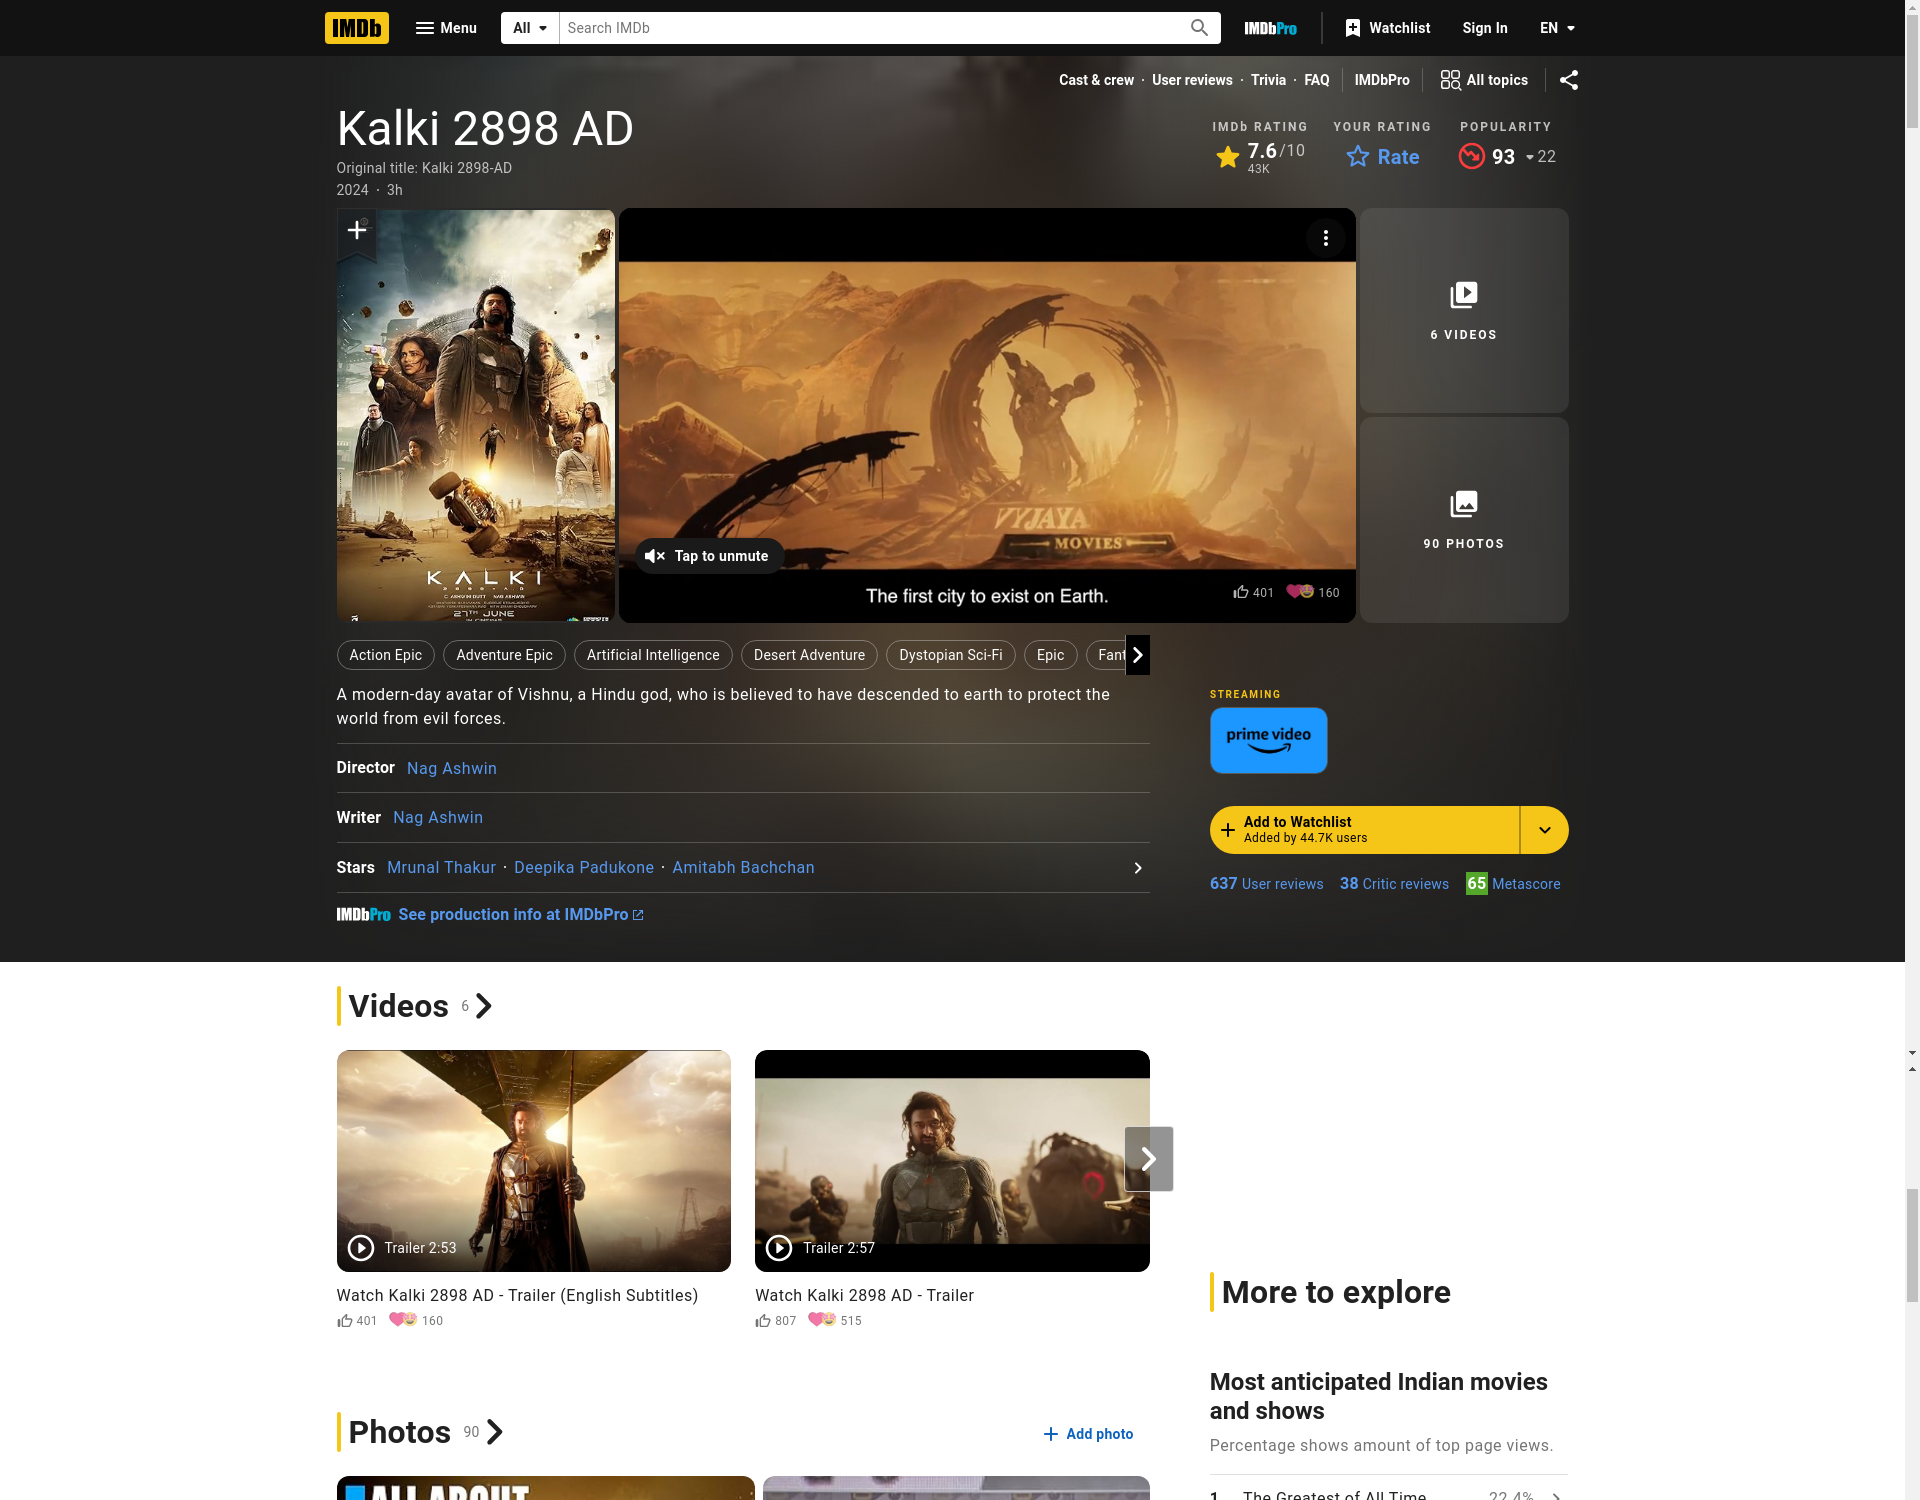 IMDb
Menu
All
Search IMDb
IMDbPro
Watchlist
Sign In
EN
Cast & crew · User reviews · Trivia · FAQ
IMDbPro
All topics
Kalki 2898 AD
Original title: Kalki 2898-AD
2024 · 3h
IMDb RATING
7.6/10
43K
YOUR RATING
Rate
POPULARITY
93
22
KALKI
27TH JUNE
VYJAYA
MOVIES
Tap to unmute
The first city to exist on Earth.
401
160
6 VIDEOS
90 PHOTOS
Action Epic
Adventure Epic
Artificial Intelligence
Desert Adventure
Dystopian Sci-Fi
Epic
Fant
A modern-day avatar of Vishnu, a Hindu god, who is believed to have descended to earth to protect the
world from evil forces.
Director Nag Ashwin
Writer Nag Ashwin
Stars Mrunal Thakur · Deepika Padukone · Amitabh Bachchan
IMDbPro See production info at IMDbPro
STREAMING
prime video
Add to Watchlist
Added by 44.7K users
637 User reviews
38 Critic reviews
65 Metascore
Videos 6
Trailer 2:53
Watch Kalki 2898 AD - Trailer (English Subtitles)
401
160
Trailer 2:57
Watch Kalki 2898 AD - Trailer
807
515
Photos 90
Add photo
ALL ABOUT
More to explore
Most anticipated Indian movies
and shows
Percentage shows amount of top page views.
1 The Greatest of All Time 22.4%